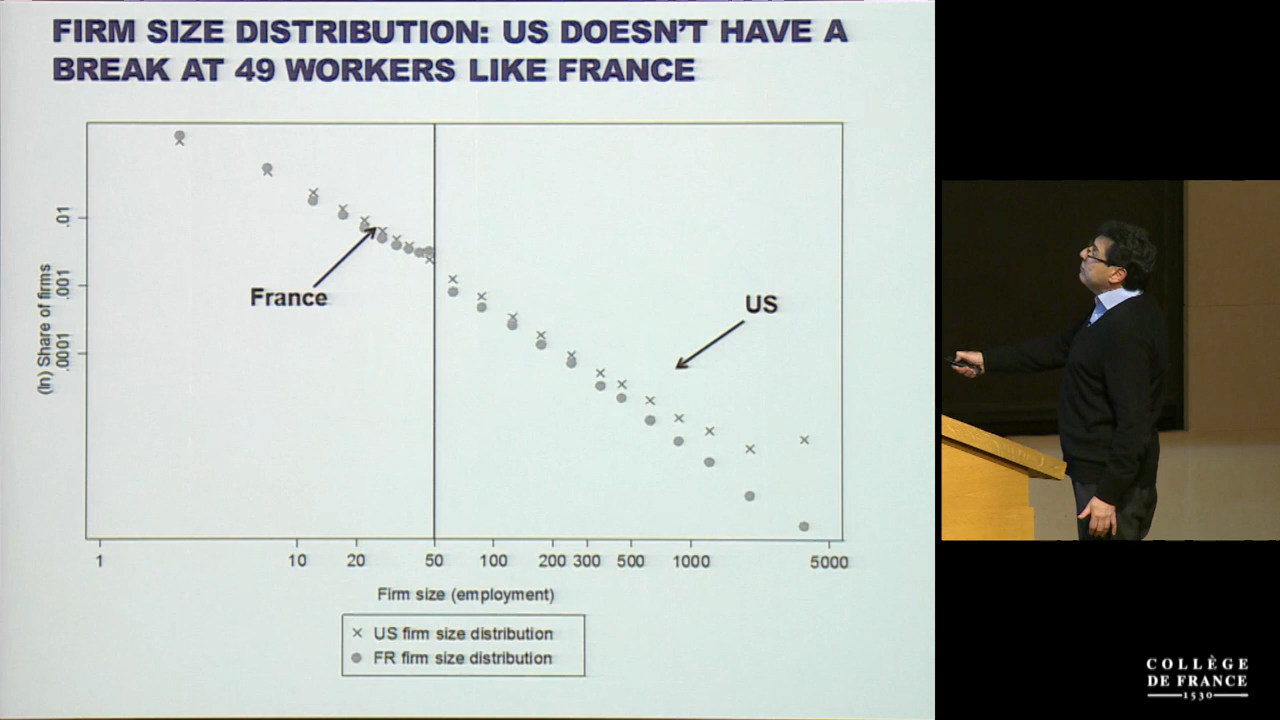 FIRM SIZE DISTRIBUTION: US DOESN'T HAVE A
BREAK AT 49 WORKERS LIKE FRANCE
(ln) Share of firms
.01
.001
.0001
France
US
1
10
20
50
100
200
300
500
1000
5000
Firm size (employment)
× US firm size distribution
FR firm size distribution
COLLÈGE
DE FRANCE
1530